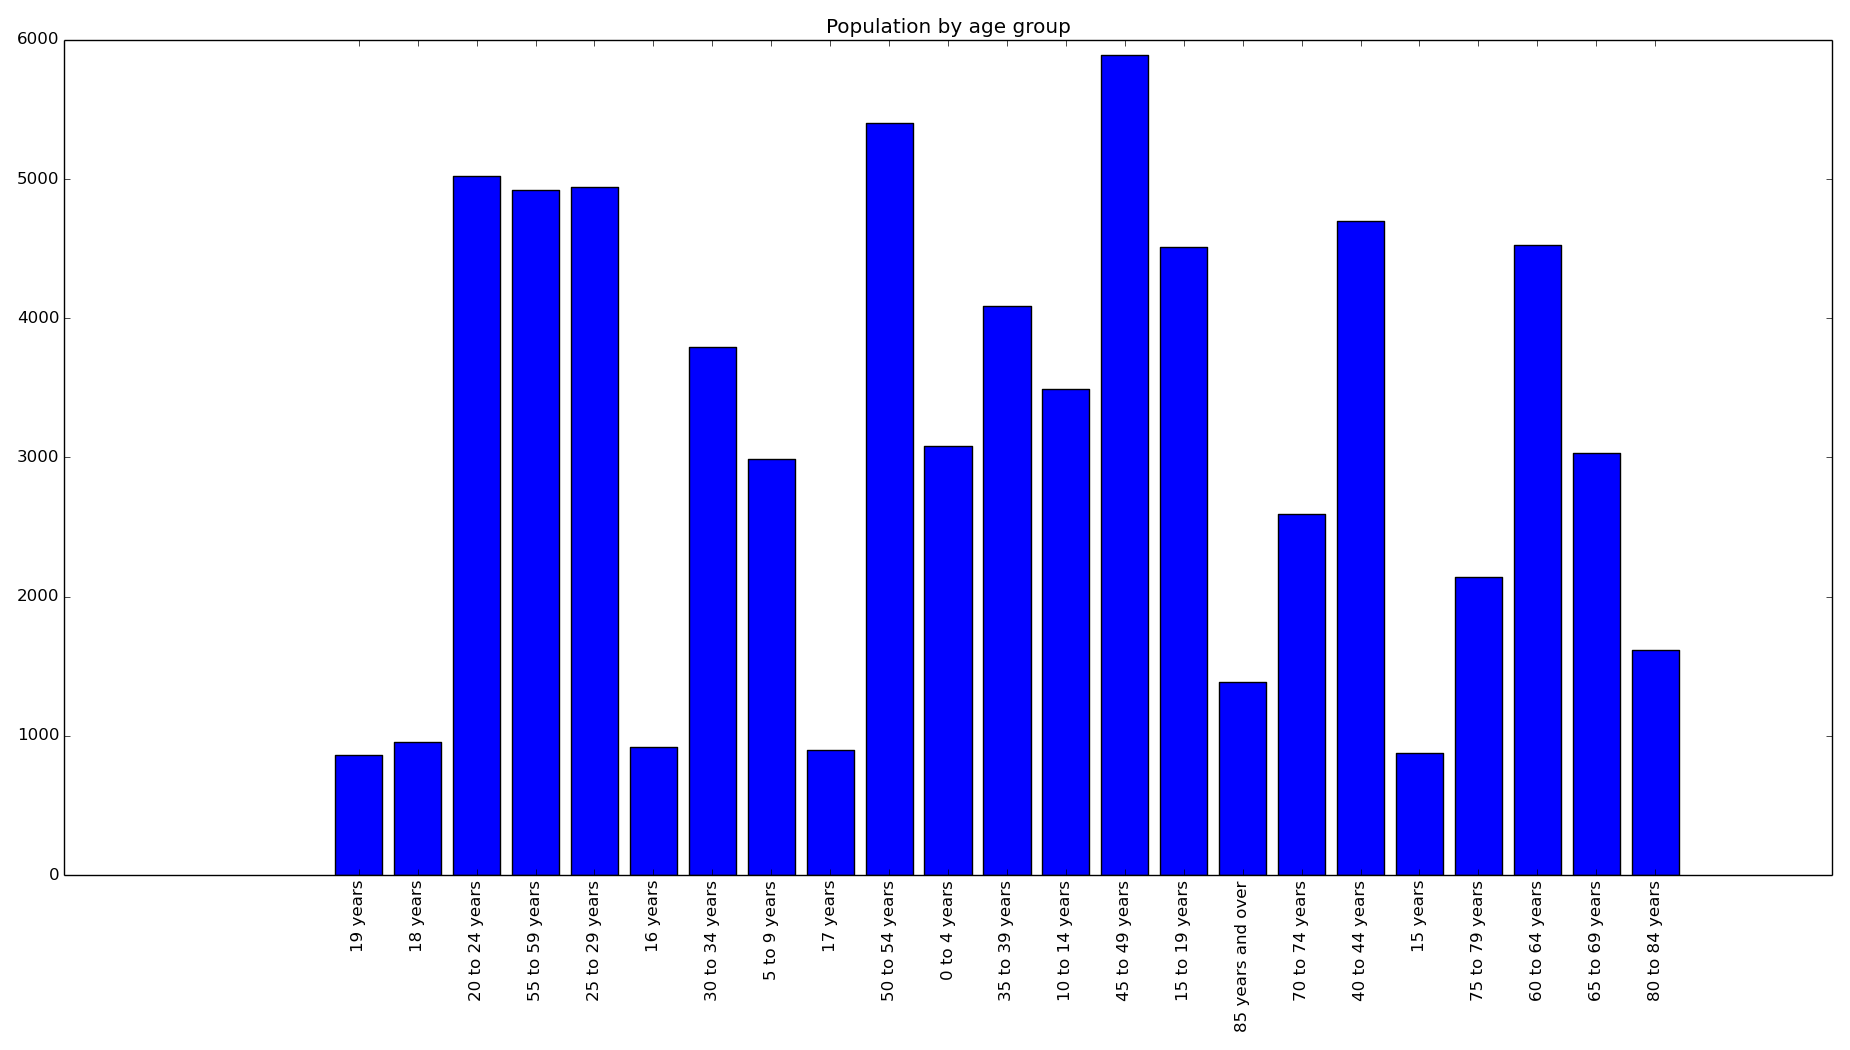 Population by age group
6000
5000
4000
3000
2000
1000
0
19 years
18 years
20 to 24 years
55 to 59 years
25 to 29 years
16 years
30 to 34 years
5 to 9 years
17 years
50 to 54 years
0 to 4 years
35 to 39 years
10 to 14 years
45 to 49 years
15 to 19 years
85 years and over
70 to 74 years
40 to 44 years
15 years
75 to 79 years
60 to 64 years
65 to 69 years
80 to 84 years